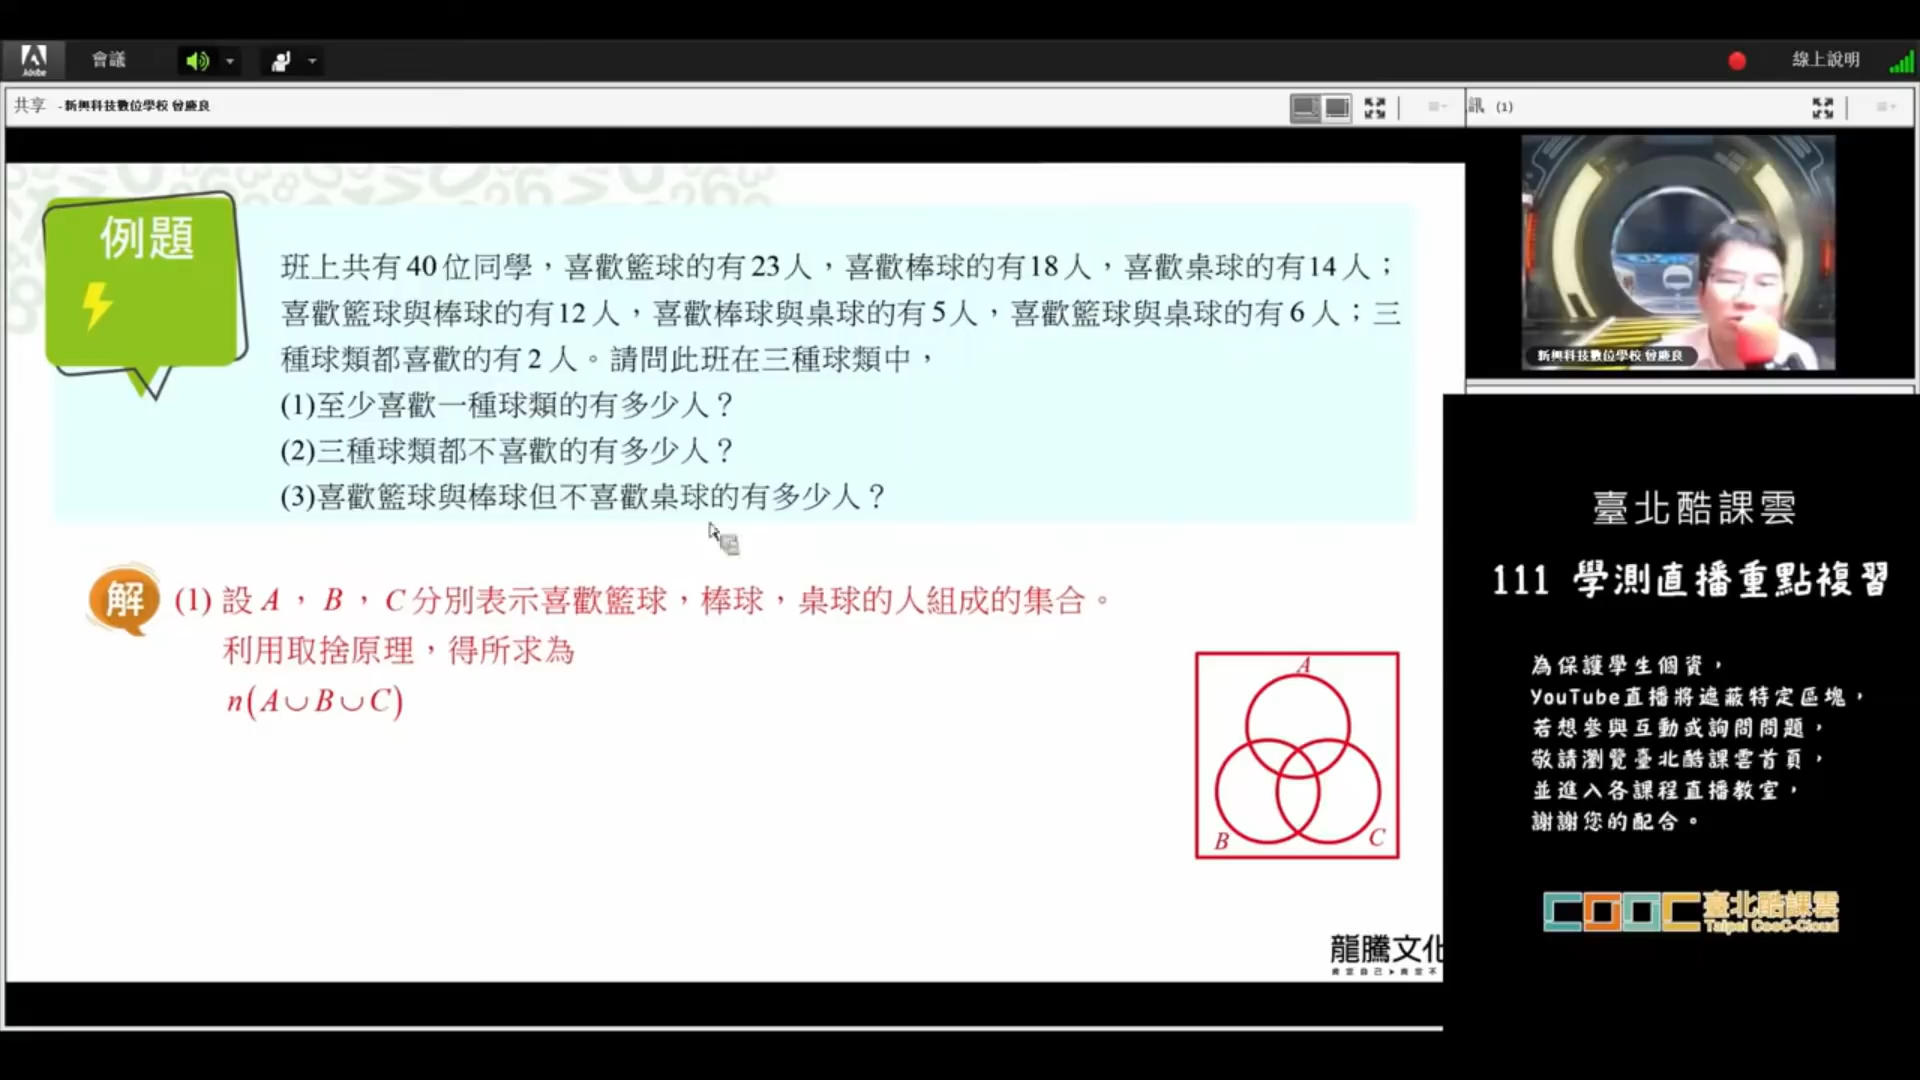 Adobe
會議
線上說明
共享 -新興科技數位學校 曾慶良
訊 (1)
例題
班上共有40位同學，喜歡籃球的有23人，喜歡棒球的有18人，喜歡桌球的有14人；
喜歡籃球與棒球的有12人，喜歡棒球與桌球的有5人，喜歡籃球與桌球的有6人；三
種球類都喜歡的有2人。請問此班在三種球類中，
(1)至少喜歡一種球類的有多少人？
(2)三種球類都不喜歡的有多少人？
(3)喜歡籃球與棒球但不喜歡桌球的有多少人？
解
(1) 設A，B，C分別表示喜歡籃球，棒球，桌球的人組成的集合。
利用取捨原理，得所求為
n(A∪B∪C)
A
B
C
龍騰文化
肯定自己▸肯定不
新興科技數位學校 曾慶良
臺北酷課雲
111 學測直播重點複習
為保護學生個資，
YouTube直播將遮蔽特定區塊，
若想參與互動或詢問問題，
敬請瀏覽臺北酷課雲首頁，
並進入各課程直播教室，
謝謝您的配合。
COOC 臺北酷課雲
Taipei CooC-Cloud